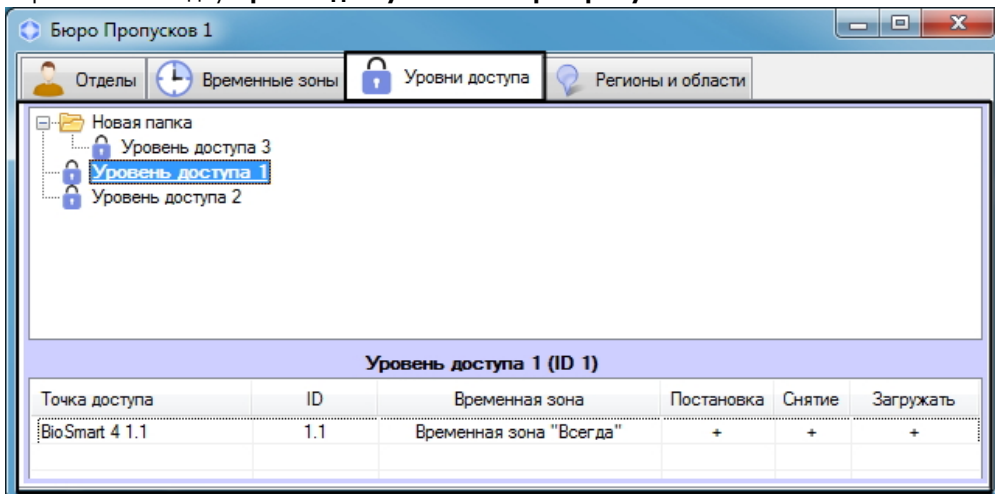 Бюро Пропусков 1
Отделы Временные зоны Уровни доступа Регионы и области
Новая папка
Уровень доступа 3
Уровень доступа 1
Уровень доступа 2
Уровень доступа 1 (ID 1)
Точка доступа ID Временная зона Постановка Снятие Загружать
BioSmart 4 1.1 1.1 Временная зона "Всегда" + + +